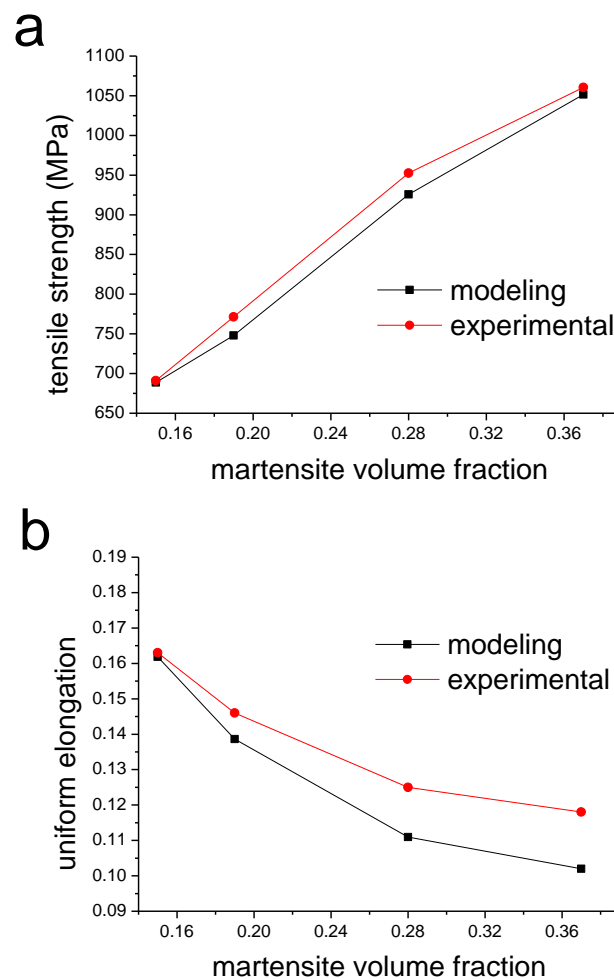 a
1100
1050
1000
950
900
850
800
750
700
650
tensile strength (MPa)
modeling
experimental
0.16 0.20 0.24 0.28 0.32 0.36
martensite volume fraction
b
0.19
0.18
0.17
0.16
0.15
0.14
0.13
0.12
0.11
0.10
0.09
uniform elongation
modeling
experimental
0.16 0.20 0.24 0.28 0.32 0.36
martensite volume fraction